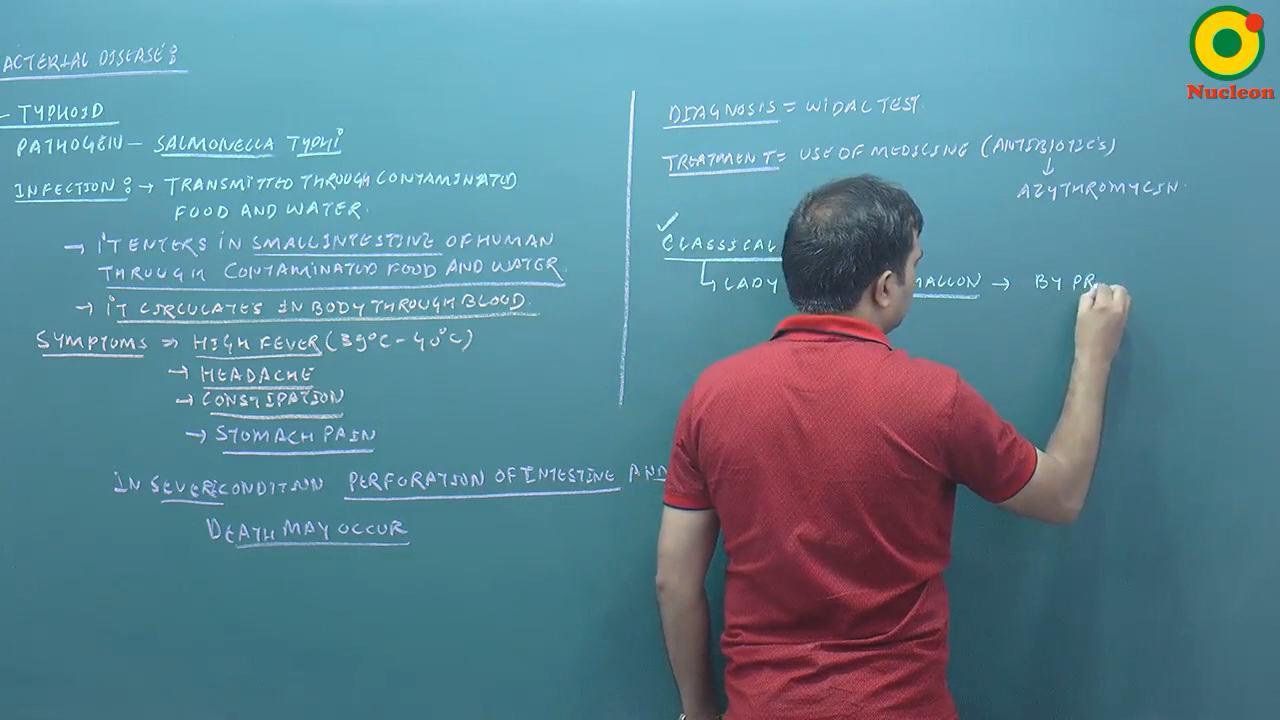 ACTERIAL DISEASE:
- TYPHOID
PATHOGEN - SALMONELLA TYPHI
INFECTION: → TRANSMITTED THROUGH CONTAMINATED
FOOD AND WATER.
→ IT ENTERS IN SMALL INTESTINE OF HUMAN
THROUGH CONTAMINATED FOOD AND WATER
→ IT CIRCULATES IN BODY THROUGH BLOOD.
SYMPTOMS ⇒ HIGH FEVER (39°C - 40°C)
→ HEADACHE
→ CONSTIPATION
→ STOMACH PAIN
IN SEVERE CONDITION PERFORATION OF INTESTINE AND
DEATH MAY OCCUR
DIAGNOSIS = WIDAL TEST.
TREATMENT = USE OF MEDICINE (ANTIBIOTIC'S)
↓
AZYTHROMYCIN.
✓
CLASSICAL
↳ LADY MALLON → BY PR
Nucleon